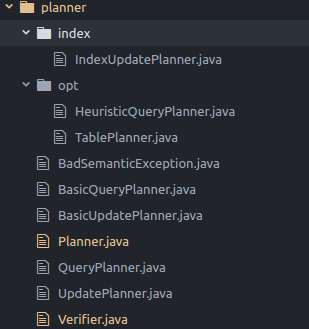 planner
index
IndexUpdatePlanner.java
opt
HeuristicQueryPlanner.java
TablePlanner.java
BadSemanticException.java
BasicQueryPlanner.java
BasicUpdatePlanner.java
Planner.java
QueryPlanner.java
UpdatePlanner.java
Verifier.java